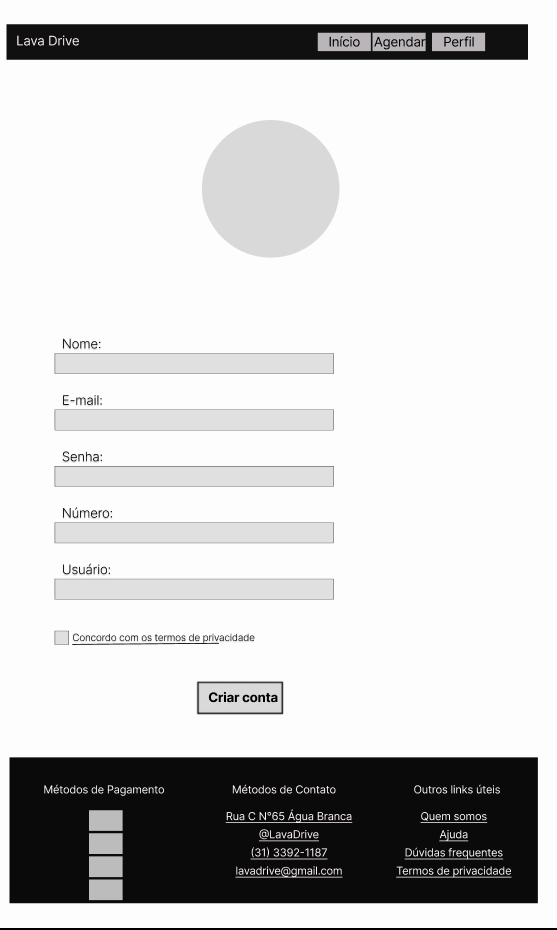 Lava Drive Início Agendar Perfil
Nome:
E-mail:
Senha:
Número:
Usuário:
Concordo com os termos de privacidade
Criar conta
Métodos de Pagamento
Métodos de Contato
Rua C N°65 Água Branca
@LavaDrive
(31) 3392-1187
lavadrive@gmail.com
Outros links úteis
Quem somos
Ajuda
Dúvidas frequentes
Termos de privacidade